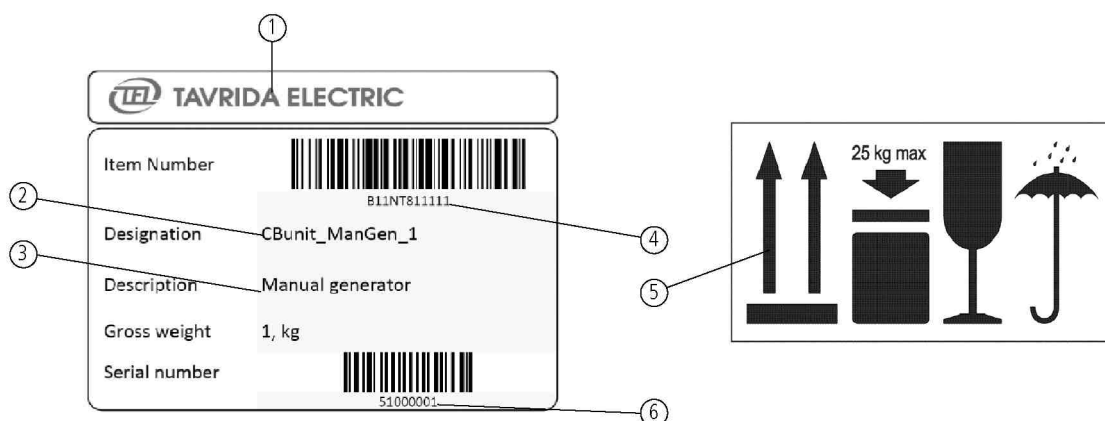 1
TEL TAVRIDA ELECTRIC
Item Number
B11NT811111
2
Designation CBunit_ManGen_1
4
3
Description Manual generator
Gross weight 1, kg
Serial number
51000001
6
25 kg max
5